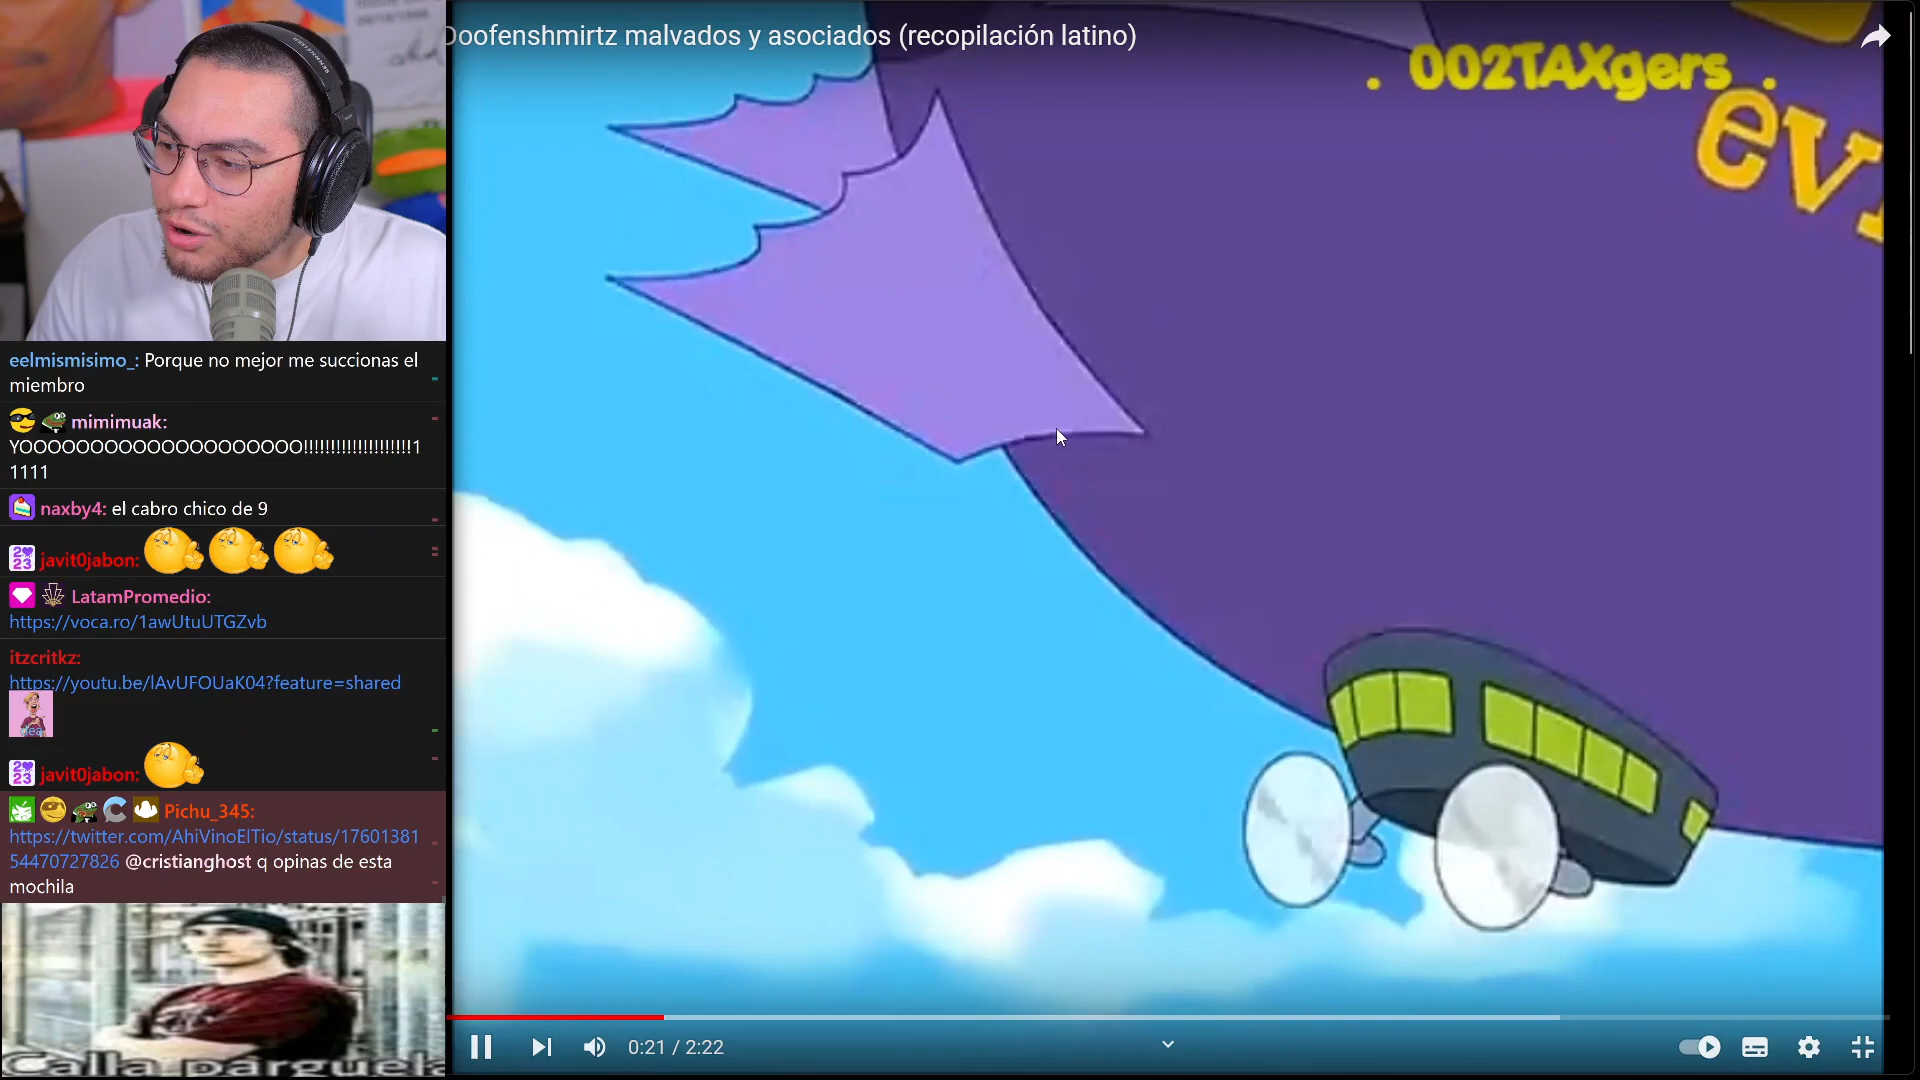 Doofenshmirtz malvados y asociados (recopilación latino)
. 002TAXgers .
evi
eelmismisimo_: Porque no mejor me succionas el
miembro
mimimuak:
YOOOOOOOOOOOOOOOOOOOO!!!!!!!!!!!!!!!!!!!!1
1111
naxby4: el cabro chico de 9
javit0jabon:
LatamPromedio:
https://voca.ro/1awUtuUTGZvb
itzcritkz:
https://youtu.be/lAvUFOUaK04?feature=shared
javit0jabon:
Pichu_345:
https://twitter.com/AhiVinoElTio/status/17601381
54470727826 @cristianghost q opinas de esta
mochila
Calla parguela
0:21 / 2:22